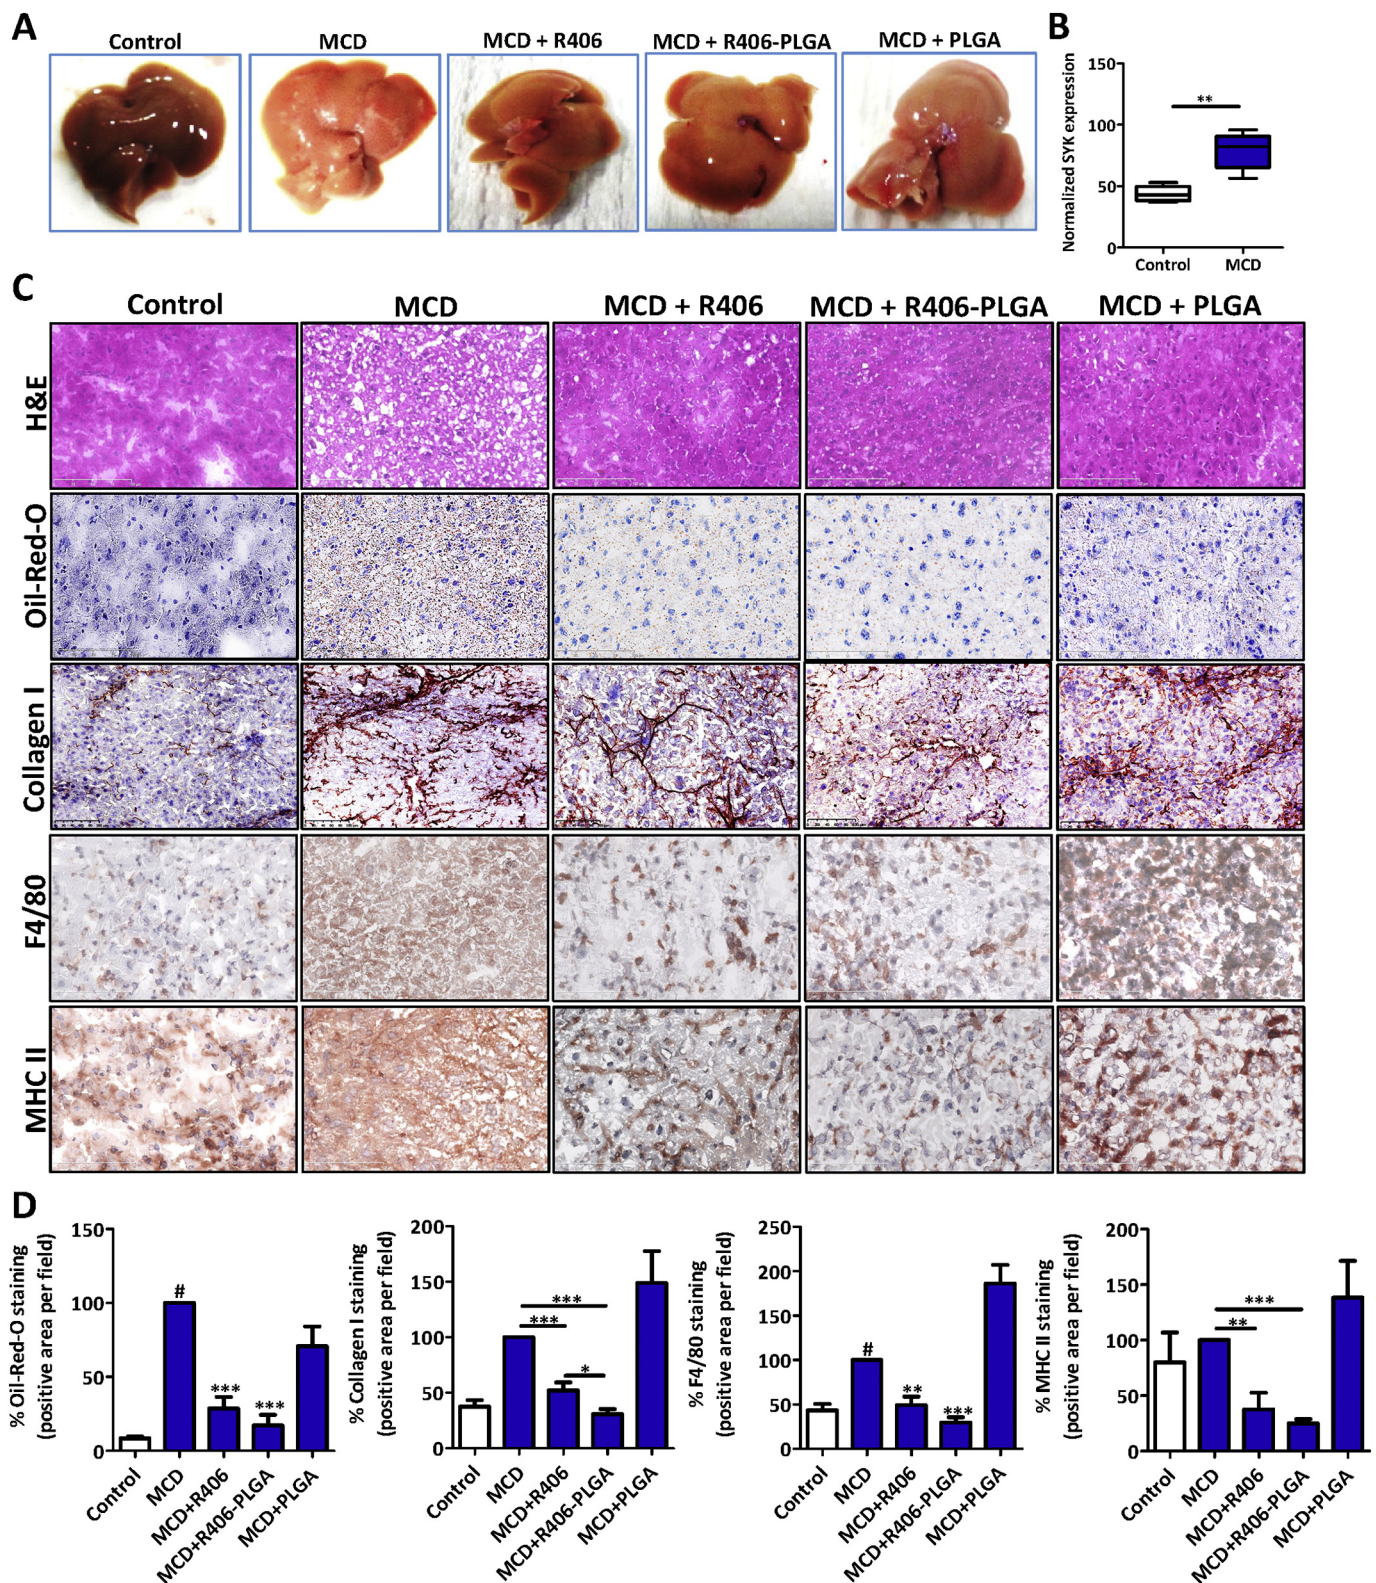 A
Control
MCD
MCD + R406
MCD + R406-PLGA
MCD + PLGA
B
Normalized SYK expression
150
100
50
0
**
Control
MCD
C
Control
MCD
MCD + R406
MCD + R406-PLGA
MCD + PLGA
H&E
Oil-Red-O
Collagen I
F4/80
MHC II
D
% Oil-Red-O staining
(positive area per field)
150
100
50
0
#
***
***
Control
MCD
MCD+R406
MCD+R406-PLGA
MCD+PLGA
% Collagen I staining
(positive area per field)
200
150
100
50
0
***
***
*
Control
MCD
MCD+R406
MCD+R406-PLGA
MCD+PLGA
% F4/80 staining
(positive area per field)
250
200
150
100
50
0
#
**
***
Control
MCD
MCD+R406
MCD+R406-PLGA
MCD+PLGA
% MHC II staining
(positive area per field)
200
150
100
50
0
***
**
Control
MCD
MCD+R406
MCD+R406-PLGA
MCD+PLGA